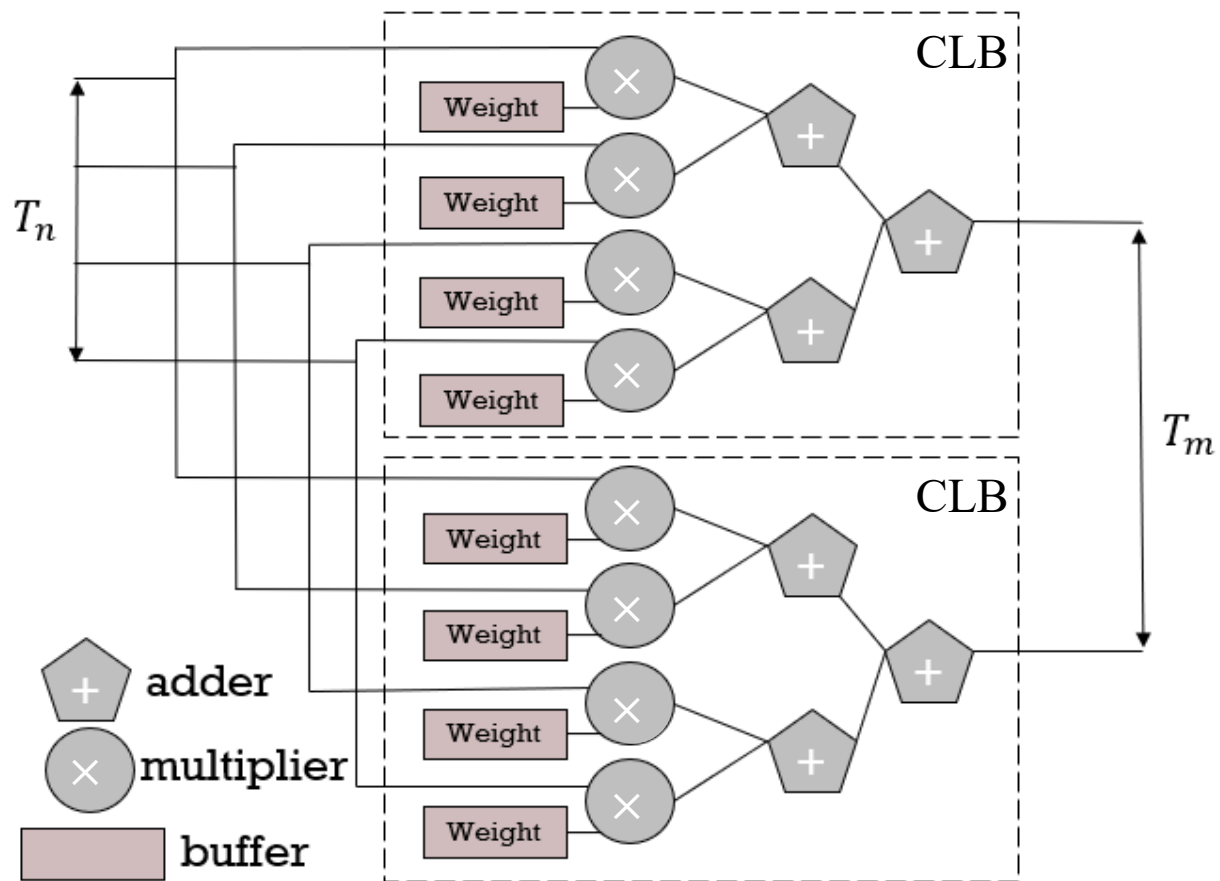 CLB
×
Weight
+
×
Weight
T_n
+
×
Weight
+
×
Weight
T_m
CLB
×
Weight
+
×
Weight
+
×
Weight
+
×
Weight
+ adder
× multiplier
buffer